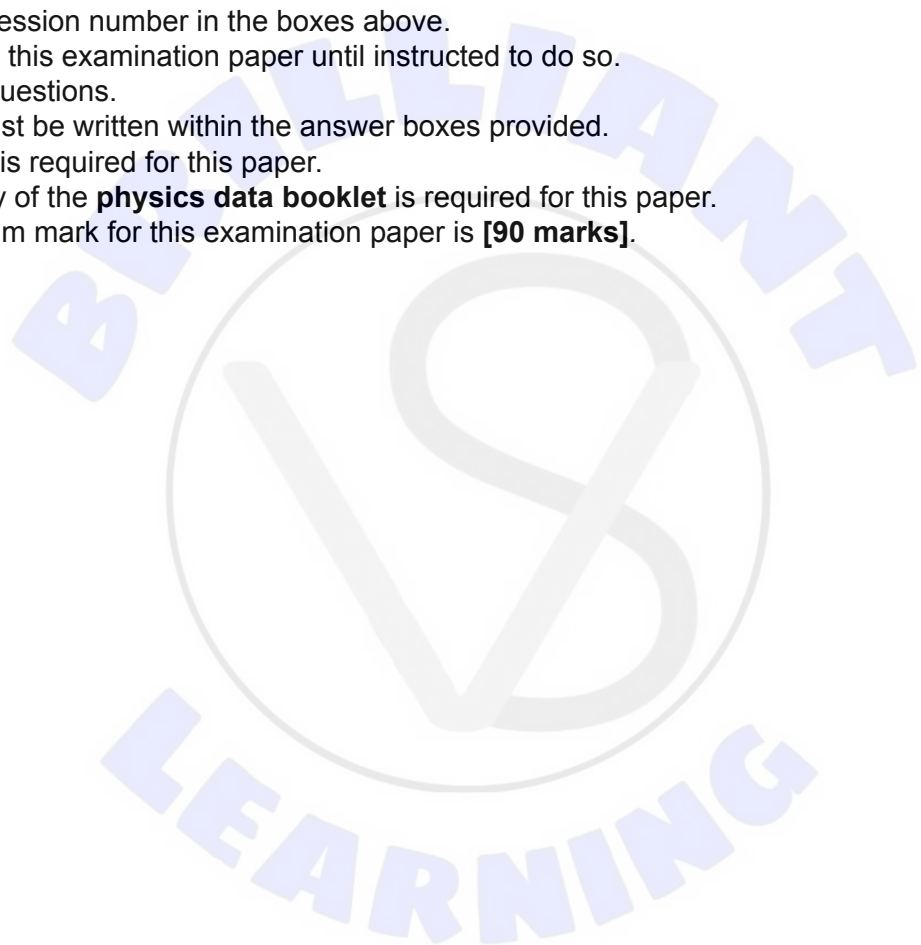 ession number in the boxes above.
this examination paper until instructed to do so.
uestions.
st be written within the answer boxes provided.
is required for this paper.
y of the physics data booklet is required for this paper.
m mark for this examination paper is [90 marks].
BRILLIANT
VS
LEARNING